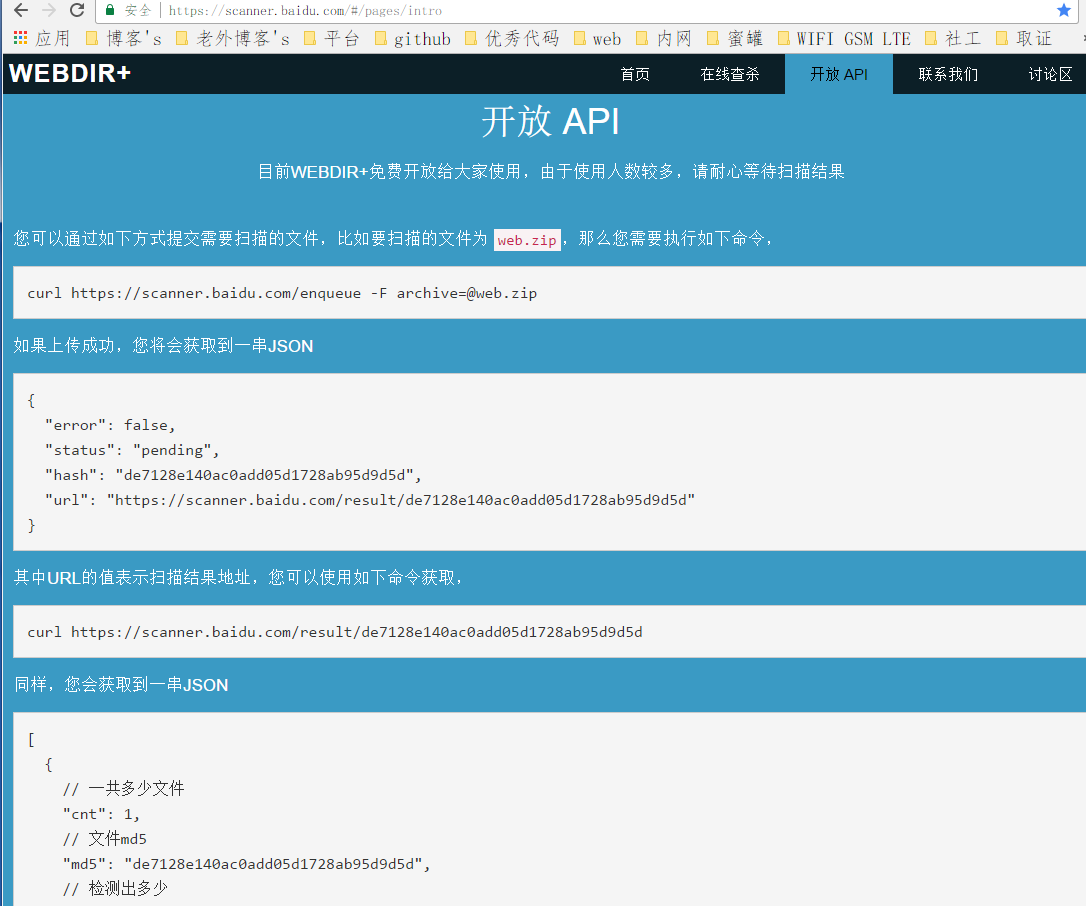 安全 | https://scanner.baidu.com/#/pages/intro
应用 博客's 老外博客's 平台 github 优秀代码 web 内网 蜜罐 WIFI GSM LTE 社工 取证
WEBDIR+ 首页 在线查杀 开放 API 联系我们 讨论区
开放 API
目前WEBDIR+免费开放给大家使用，由于使用人数较多，请耐心等待扫描结果
您可以通过如下方式提交需要扫描的文件，比如要扫描的文件为 web.zip，那么您需要执行如下命令，
curl https://scanner.baidu.com/enqueue -F archive=@web.zip
如果上传成功，您将会获取到一串JSON
{
"error": false,
"status": "pending",
"hash": "de7128e140ac0add05d1728ab95d9d5d",
"url": "https://scanner.baidu.com/result/de7128e140ac0add05d1728ab95d9d5d"
}
其中URL的值表示扫描结果地址，您可以使用如下命令获取，
curl https://scanner.baidu.com/result/de7128e140ac0add05d1728ab95d9d5d
同样，您会获取到一串JSON
[
{
// 一共多少文件
"cnt": 1,
// 文件md5
"md5": "de7128e140ac0add05d1728ab95d9d5d",
// 检测出多少